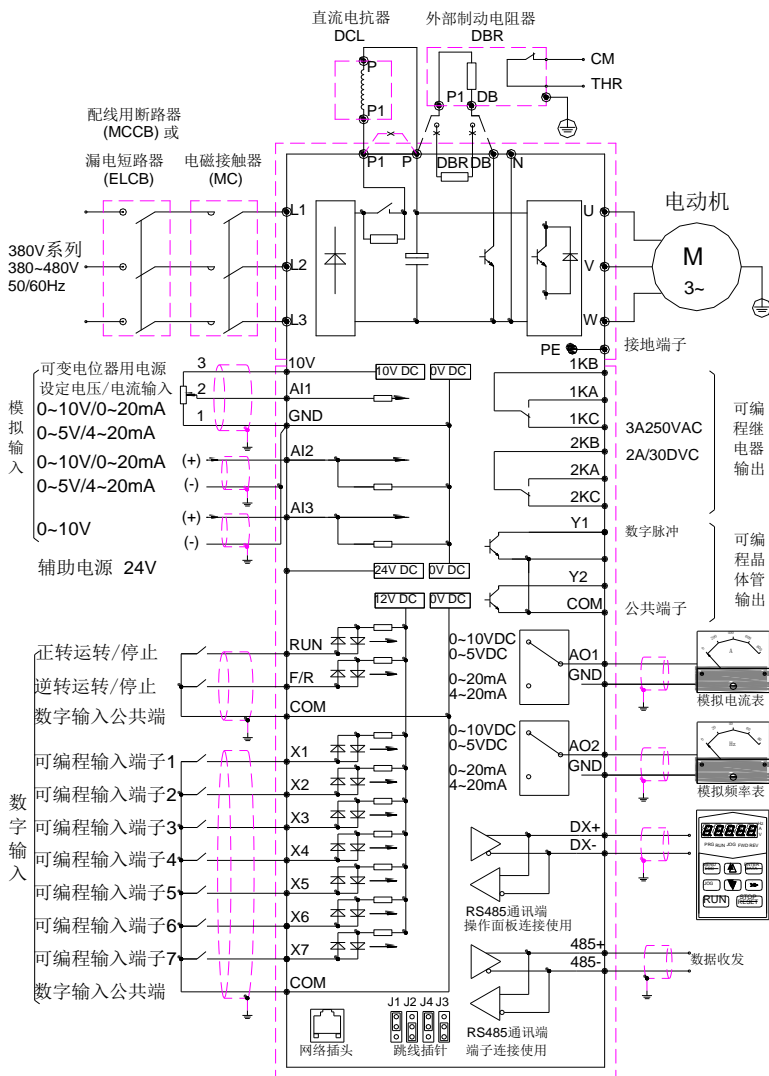 直流电抗器
DCL
外部制动电阻器
DBR
P
P1
P1
DB
CM
THR
配线用断路器
(MCCB) 或
漏电短路器
(ELCB)
电磁接触器
(MC)
P1
P
DBR
DB
N
电动机
380V系列
380~480V
50/60Hz
L1
L2
L3
U
V
W
M
3~
PE
接地端子
模拟输入
可变电位器用电源
设定电压/电流输入
0~10V/0~20mA
0~5V/4~20mA
0~10V/0~20mA
0~5V/4~20mA
0~10V
3
2
1
(+)
(-)
(+)
(-)
10V
AI1
GND
AI2
AI3
10V DC
0V DC
辅助电源 24V
24V DC
0V DC
12V DC
0V DC
1KB
1KA
1KC
2KB
2KA
2KC
3A250VAC
2A/30DVC
可编程继电器输出
Y1
数字脉冲
Y2
COM
公共端子
可编程晶体管输出
正转运转/停止
逆转运转/停止
数字输入公共端
RUN
F/R
COM
0~10VDC
0~5VDC
0~20mA
4~20mA
AO1
GND
A
模拟电流表
0~10VDC
0~5VDC
0~20mA
4~20mA
AO2
GND
Hz
模拟频率表
数字输入
可编程输入端子1
可编程输入端子2
可编程输入端子3
可编程输入端子4
可编程输入端子5
可编程输入端子6
可编程输入端子7
数字输入公共端
X1
X2
X3
X4
X5
X6
X7
COM
DX+
DX-
RS485通讯端
操作面板连接使用
PRG RUN JOG FWD REV
JOG
RUN
STOP
RESET
485+
485-
数据收发
RS485通讯端
端子连接使用
网络插头
J1 J2 J4 J3
跳线插针